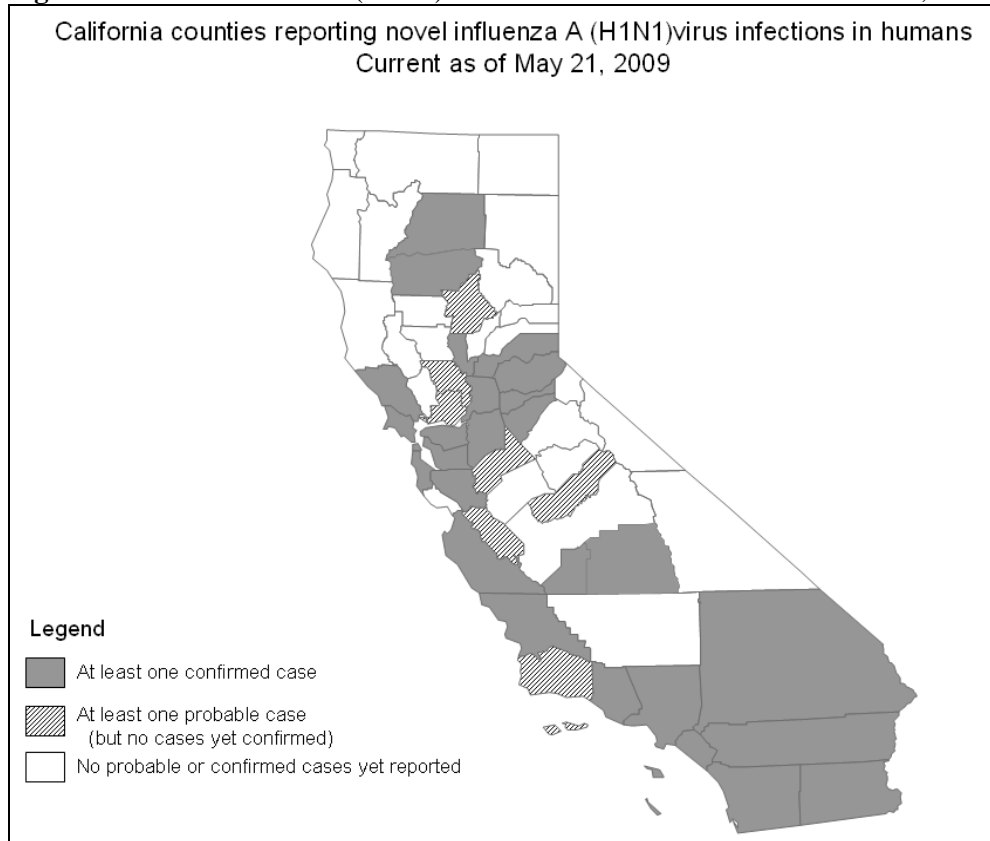 California counties reporting novel influenza A (H1N1)virus infections in humans
Current as of May 21, 2009
Legend
At least one confirmed case
At least one probable case
(but no cases yet confirmed)
No probable or confirmed cases yet reported